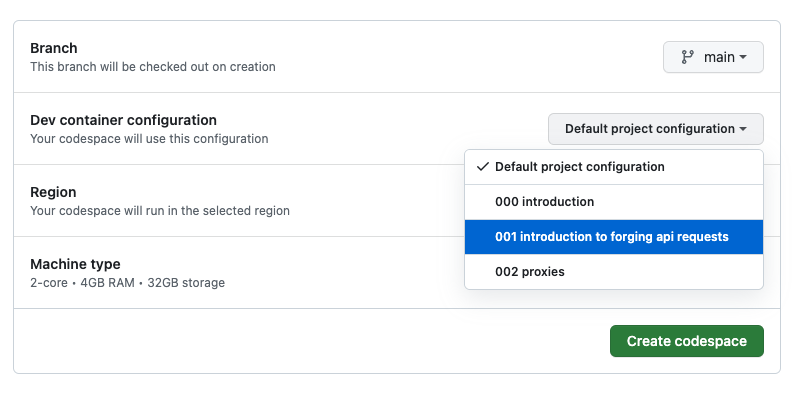 Branch
This branch will be checked out on creation
main
Dev container configuration
Your codespace will use this configuration
Default project configuration
Default project configuration
000 introduction
001 introduction to forging api requests
002 proxies
Region
Your codespace will run in the selected region
Machine type
2-core • 4GB RAM • 32GB storage
Create codespace